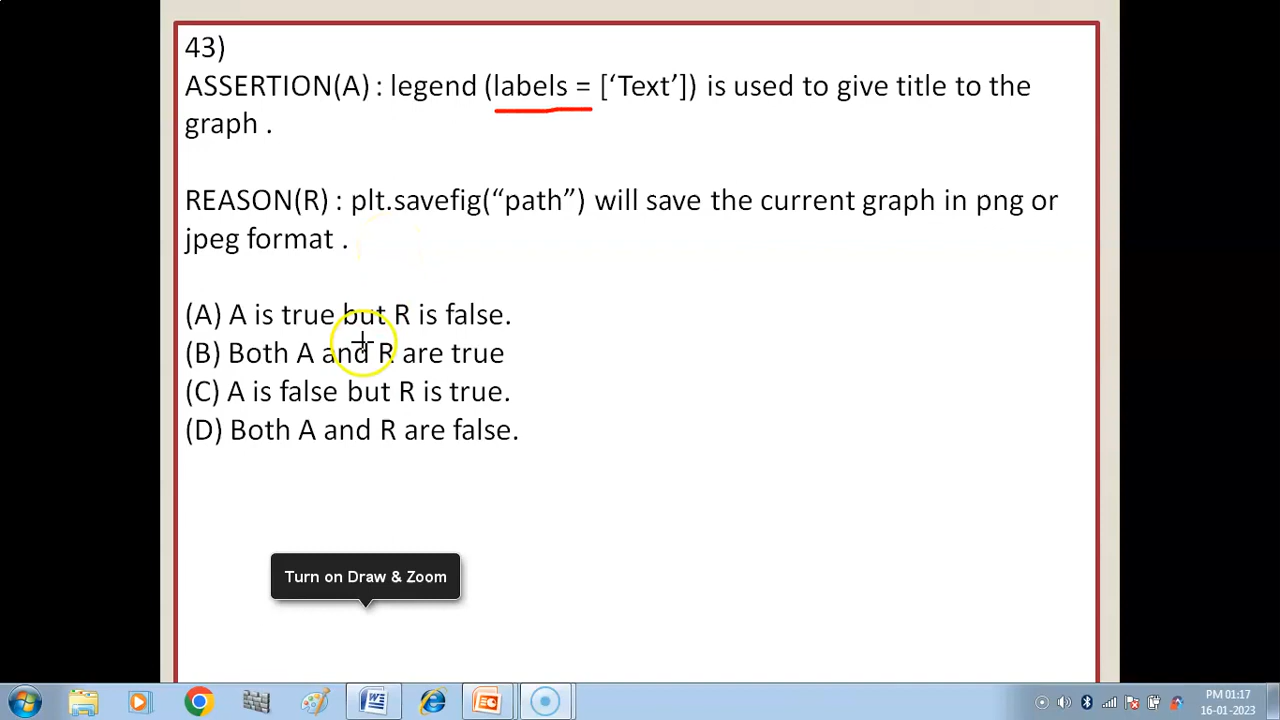 43)
ASSERTION(A) : legend (labels = [‘Text’]) is used to give title to the
graph .
REASON(R) : plt.savefig(“path”) will save the current graph in png or
jpeg format .
(A) A is true but R is false.
(B) Both A and R are true
(C) A is false but R is true.
(D) Both A and R are false.
Turn on Draw & Zoom
PM 01:17
16-01-2023